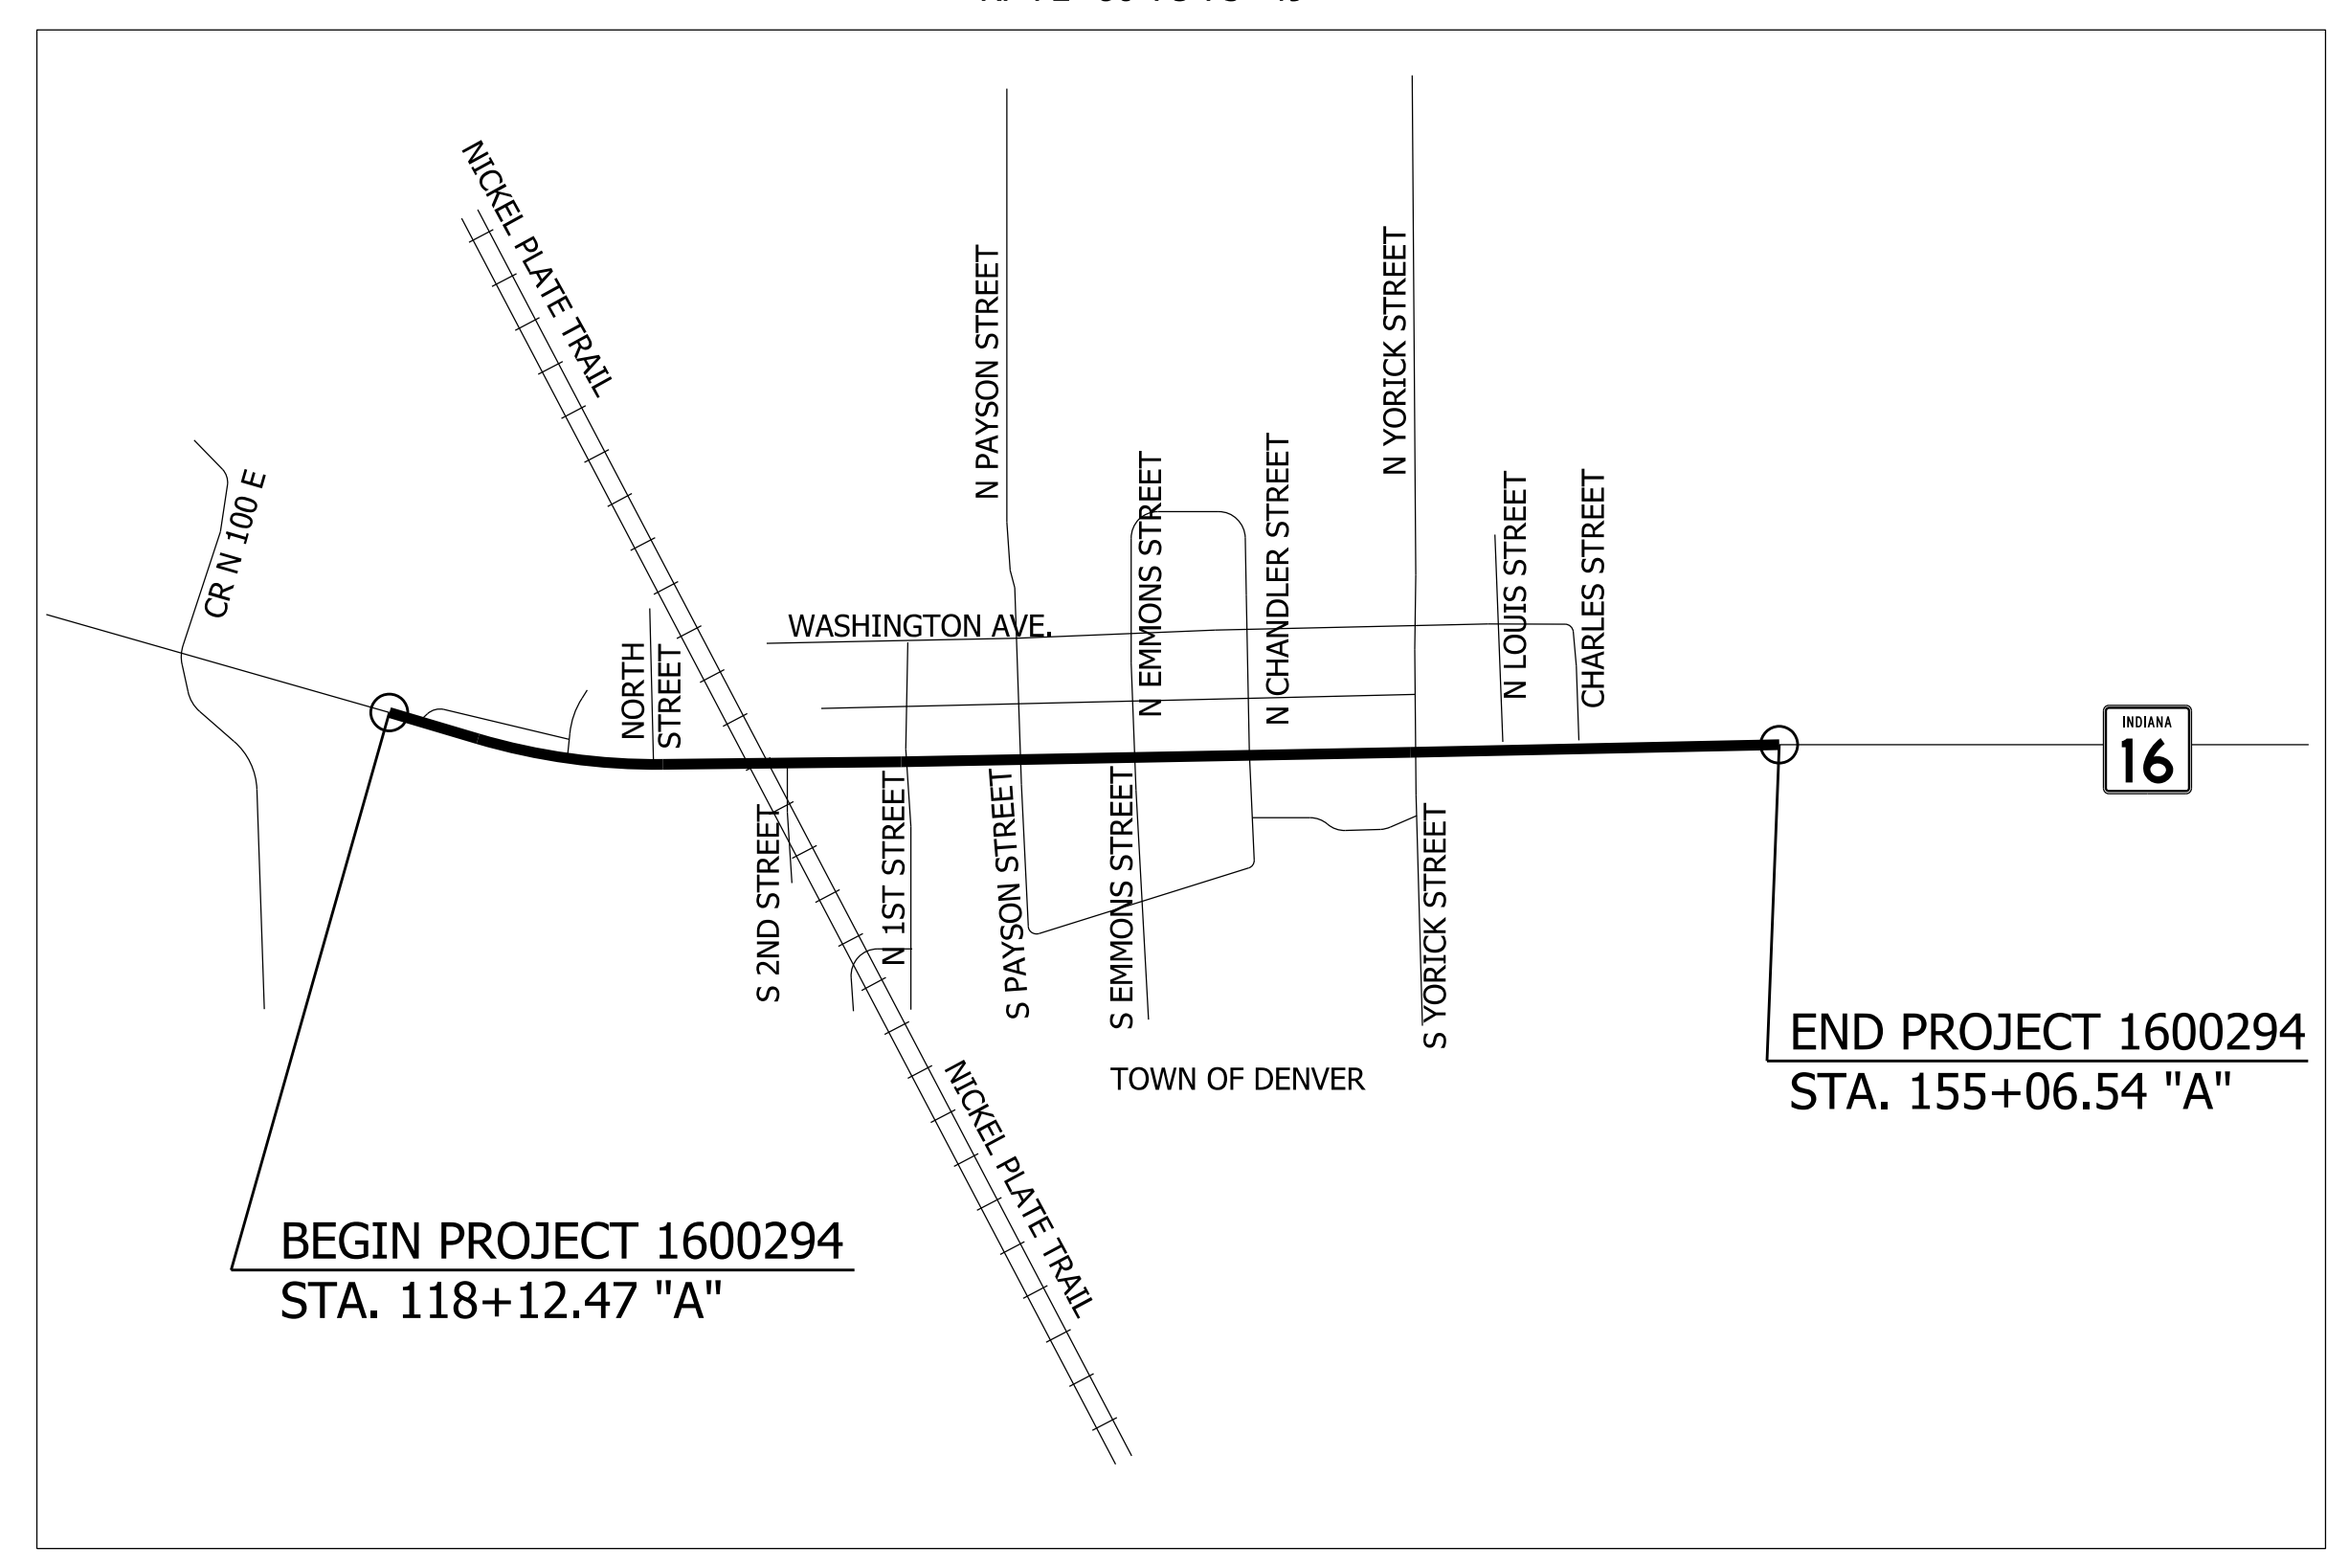 NICKEL PLATE TRAIL
N PAYSON STREET
N YORICK STREET
CR N 100 E
N EMMONS STREET
N CHANDLER STREET
N LOUIS STREET
CHARLES STREET
WASHINGTON AVE.
NORTH
STREET
INDIANA
16
S 2ND STREET
N 1ST STREET
S PAYSON STREET
S EMMONS STREET
S YORICK STREET
END PROJECT 1600294
STA. 155+06.54 "A"
TOWN OF DENVER
NICKEL PLATE TRAIL
BEGIN PROJECT 1600294
STA. 118+12.47 "A"